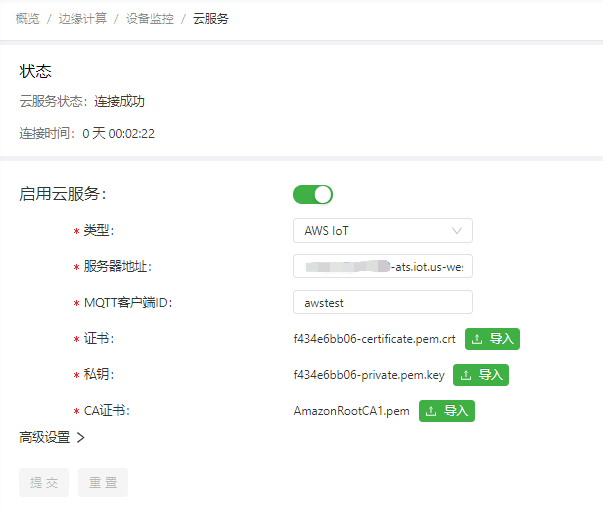 概览 / 边缘计算 / 设备监控 / 云服务
状态
云服务状态：连接成功
连接时间：0 天 00:02:22
启用云服务：
* 类型： AWS IoT
* 服务器地址： -ats.iot.us-we
* MQTT客户端ID： awstest
* 证书： f434e6bb06-certificate.pem.crt 导入
* 私钥： f434e6bb06-private.pem.key 导入
* CA证书： AmazonRootCA1.pem 导入
高级设置 >
提 交 重 置